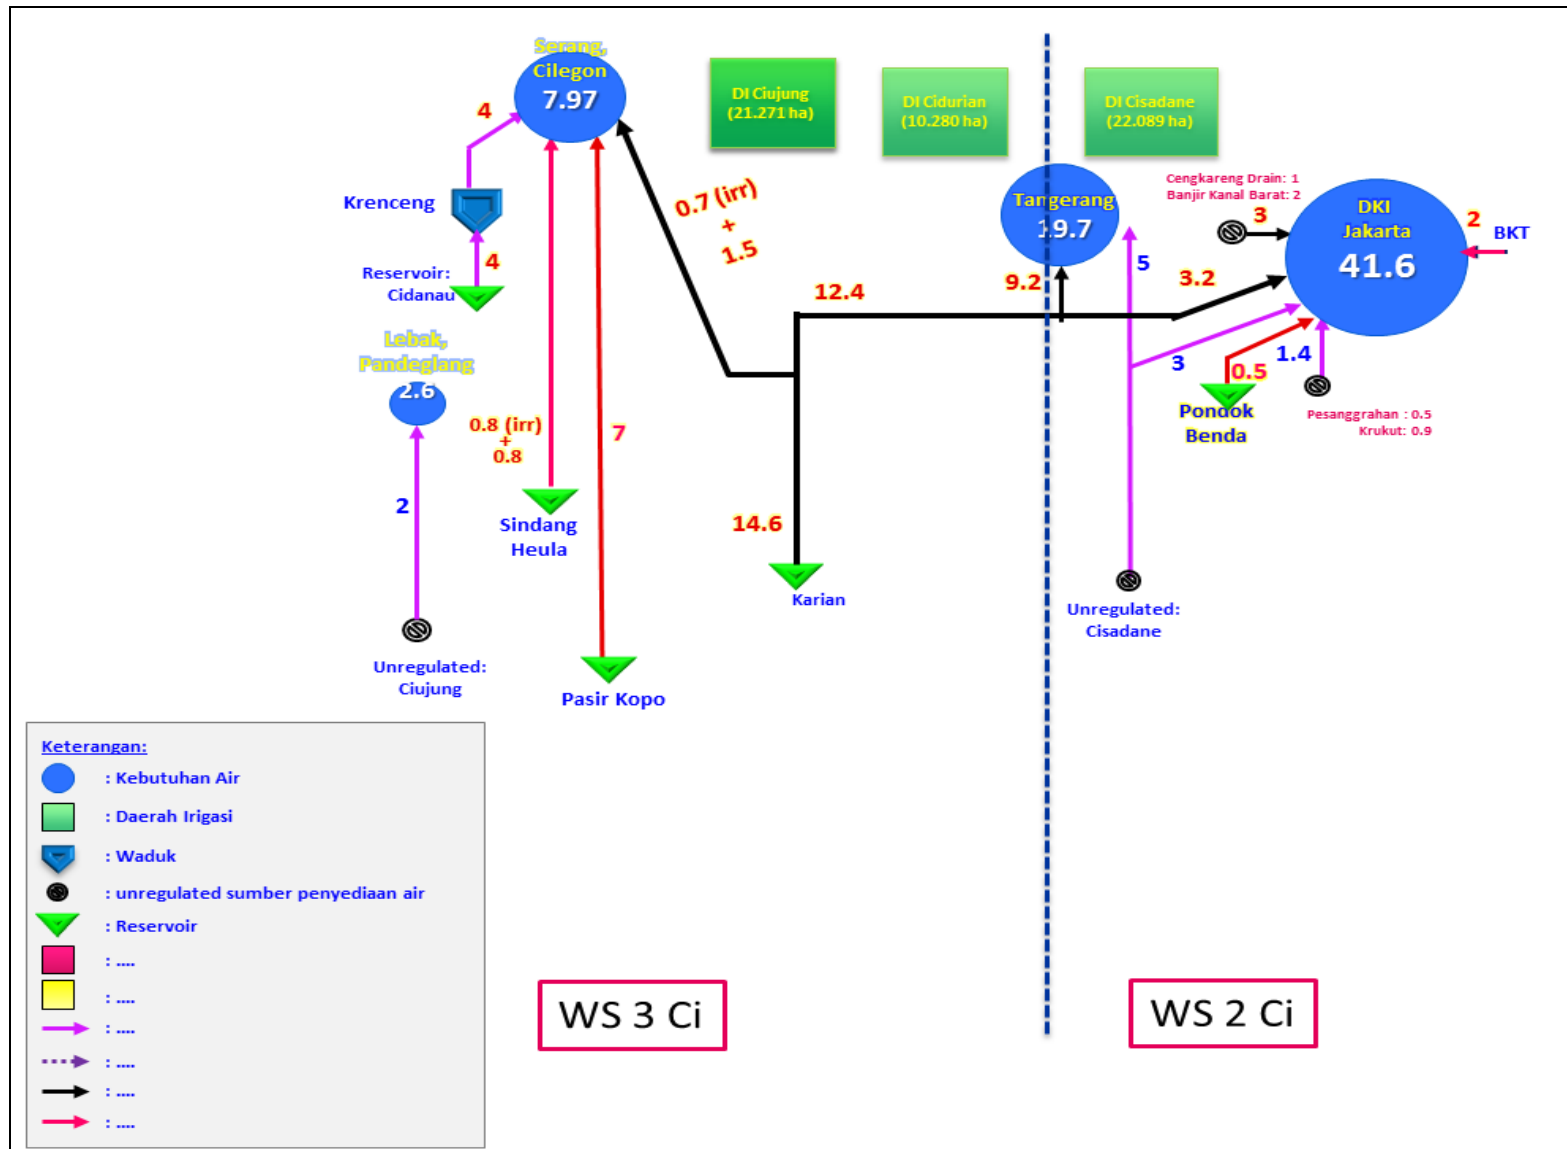 Serang,
Cilegon
7.97
DI Ciujung
(21.271 ha)
DI Cidurian
(10.280 ha)
DI Cisadane
(22.089 ha)
4
Krenceng
4
Reservoir:
Cidanau
0.7 (irr)
+
1.5
Tangerang
19.7
Cengkareng Drain: 1
Banjir Kanal Barat: 2
3
DKI
Jakarta
41.6
2
BKT
5
12.4
9.2
3.2
Lebak,
Pandeglang
2.6
3
0.5
1.4
Pondok
Benda
Pesanggrahan : 0.5
Krukut: 0.9
0.8 (irr)
+
0.8
7
2
Sindang
Heula
14.6
Karian
Unregulated:
Cisadane
Unregulated:
Ciujung
Pasir Kopo
Keterangan:
: Kebutuhan Air
: Daerah Irigasi
: Waduk
: unregulated sumber penyediaan air
: Reservoir
: ....
: ....
: ....
: ....
: ....
: ....
WS 3 Ci
WS 2 Ci